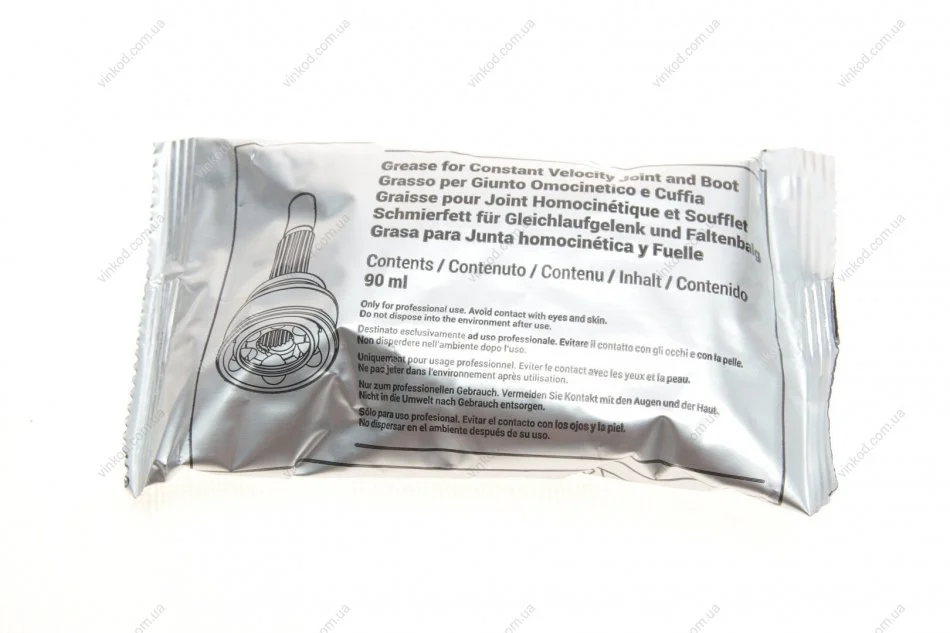 Grease for Constant Velocity Joint and Boot
Grasso per Giunto Omocinetico e Cuffia
Graisse pour Joint Homocinétique et Soufflet
Schmierfett für Gleichlaufgelenk und Faltenbalg
Grasa para Junta homocinética y Fuelle
Contents / Contenuto / Contenu / Inhalt / Contenido
90 ml
Only for professional use. Avoid contact with eyes and skin.
Do not dispose into the environment after use.
Destinato esclusivamente ad uso professionale. Evitare il contatto con gli occhi e con la pelle.
Non disperdere nell'ambiente dopo l'uso.
Uniquement pour usage professionnel. Eviter le contact avec les yeux et la peau.
Ne pas jeter dans l'environnement après utilisation.
Nur zum professionellen Gebrauch. Vermeiden Sie Kontakt mit den Augen und der Haut.
Nicht in die Umwelt nach Gebrauch entsorgen.
Sólo para uso profesional. Evitar el contacto con los ojos y la piel.
No dispersar en el ambiente después de su uso.
vinkod.com.ua